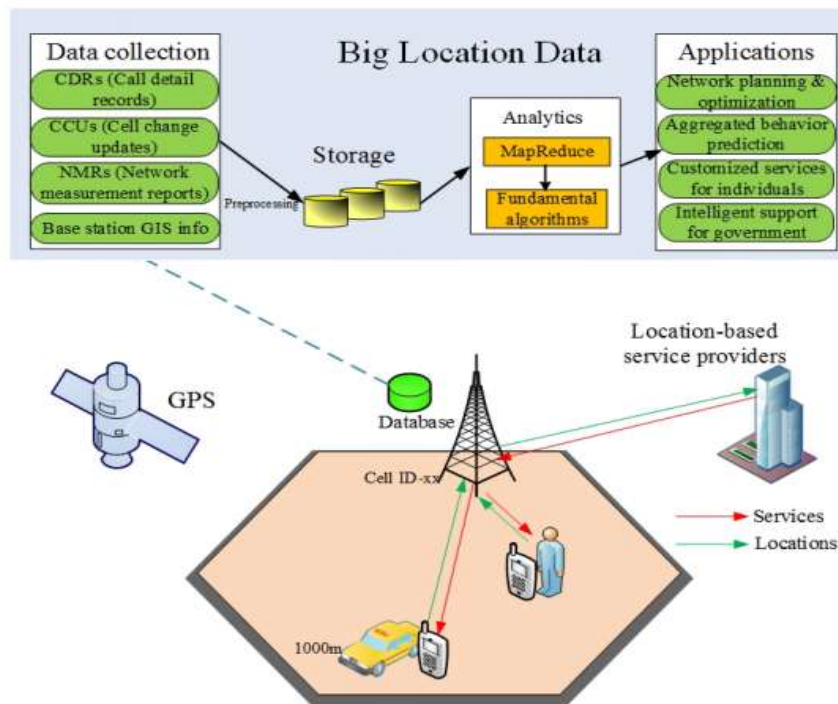 Big Location Data
Data collection
CDRs (Call detail
records)
CCUs (Cell change
updates)
NMRs (Network
measurement reports)
Base station GIS info
Preprocessing
Storage
Analytics
MapReduce
Fundamental
algorithms
Applications
Network planning &
optimization
Aggregated behavior
prediction
Customized services
for individuals
Intelligent support
for government
GPS
Database
Cell ID-xx
Location-based
service providers
Services
Locations
1000m